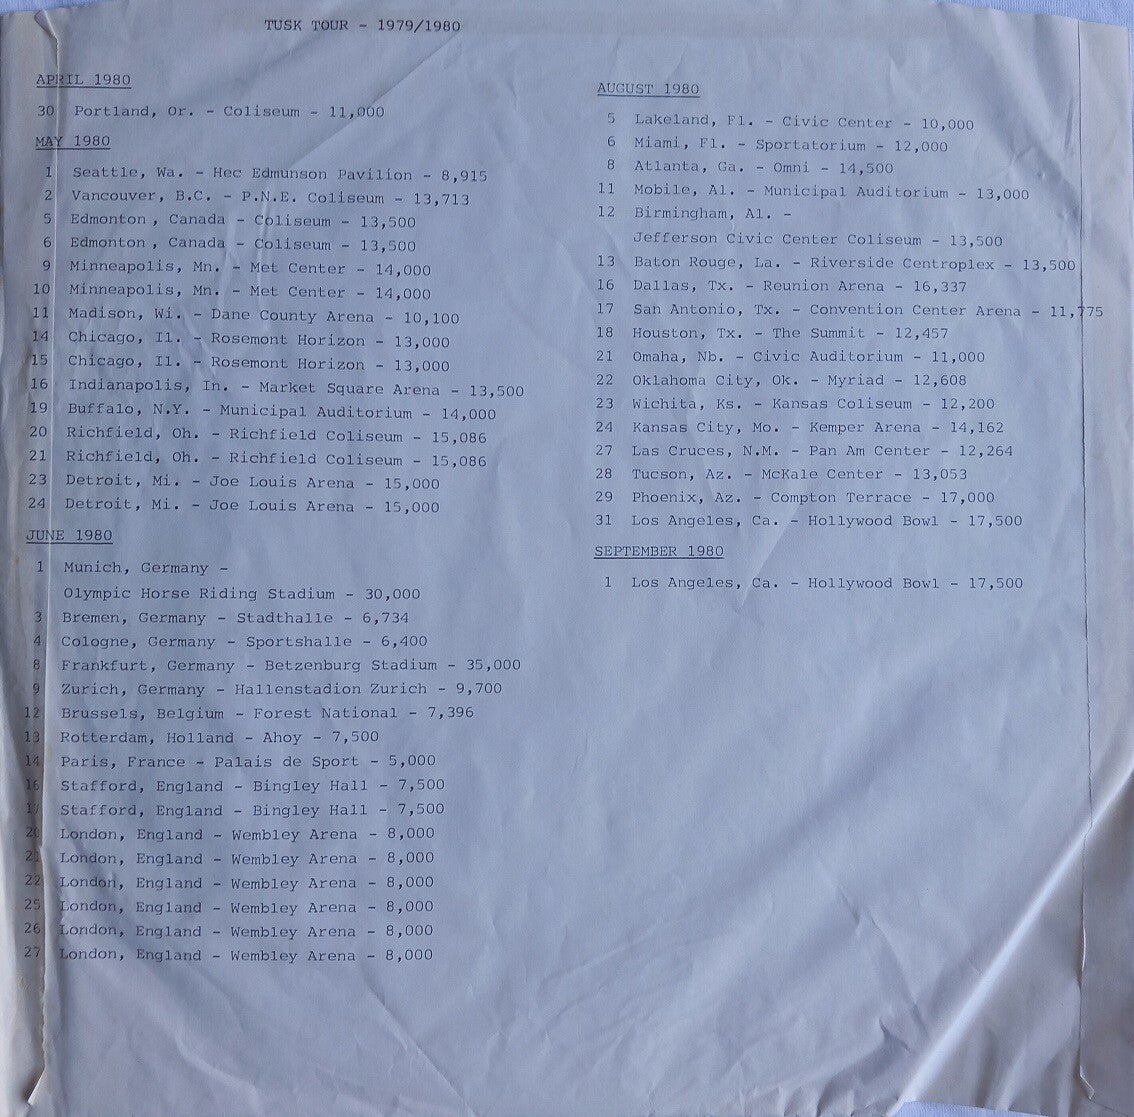 TUSK TOUR - 1979/1980
APRIL 1980
30 Portland, Or. - Coliseum - 11,000
MAY 1980
1 Seattle, Wa. - Hec Edmunson Pavilion - 8,915
2 Vancouver, B.C. - P.N.E. Coliseum - 13,713
5 Edmonton, Canada - Coliseum - 13,500
6 Edmonton, Canada - Coliseum - 13,500
9 Minneapolis, Mn. - Met Center - 14,000
10 Minneapolis, Mn. - Met Center - 14,000
11 Madison, Wi. - Dane County Arena - 10,100
14 Chicago, Il. - Rosemont Horizon - 13,000
15 Chicago, Il. - Rosemont Horizon - 13,000
16 Indianapolis, In. - Market Square Arena - 13,500
19 Buffalo, N.Y. - Municipal Auditorium - 14,000
20 Richfield, Oh. - Richfield Coliseum - 15,086
21 Richfield, Oh. - Richfield Coliseum - 15,086
23 Detroit, Mi. - Joe Louis Arena - 15,000
24 Detroit, Mi. - Joe Louis Arena - 15,000
JUNE 1980
1 Munich, Germany -
Olympic Horse Riding Stadium - 30,000
3 Bremen, Germany - Stadthalle - 6,734
4 Cologne, Germany - Sportshalle - 6,400
8 Frankfurt, Germany - Betzenburg Stadium - 35,000
9 Zurich, Germany - Hallenstadion Zurich - 9,700
12 Brussels, Belgium - Forest National - 7,396
13 Rotterdam, Holland - Ahoy - 7,500
14 Paris, France - Palais de Sport - 5,000
16 Stafford, England - Bingley Hall - 7,500
17 Stafford, England - Bingley Hall - 7,500
20 London, England - Wembley Arena - 8,000
21 London, England - Wembley Arena - 8,000
22 London, England - Wembley Arena - 8,000
25 London, England - Wembley Arena - 8,000
26 London, England - Wembley Arena - 8,000
27 London, England - Wembley Arena - 8,000
AUGUST 1980
5 Lakeland, Fl. - Civic Center - 10,000
6 Miami, Fl. - Sportatorium - 12,000
8 Atlanta, Ga. - Omni - 14,500
11 Mobile, Al. - Municipal Auditorium - 13,000
12 Birmingham, Al. -
Jefferson Civic Center Coliseum - 13,500
13 Baton Rouge, La. - Riverside Centroplex - 13,500
16 Dallas, Tx. - Reunion Arena - 16,337
17 San Antonio, Tx. - Convention Center Arena - 11,775
18 Houston, Tx. - The Summit - 12,457
21 Omaha, Nb. - Civic Auditorium - 11,000
22 Oklahoma City, Ok. - Myriad - 12,608
23 Wichita, Ks. - Kansas Coliseum - 12,200
24 Kansas City, Mo. - Kemper Arena - 14,162
27 Las Cruces, N.M. - Pan Am Center - 12,264
28 Tucson, Az. - McKale Center - 13,053
29 Phoenix, Az. - Compton Terrace - 17,000
31 Los Angeles, Ca. - Hollywood Bowl - 17,500
SEPTEMBER 1980
1 Los Angeles, Ca. - Hollywood Bowl - 17,500